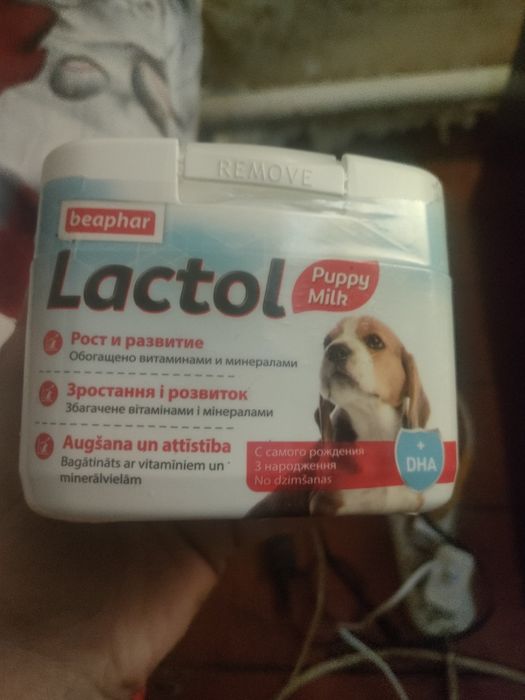 REMOVE
beaphar
Lactol
Puppy
Milk
Рост и развитие
Обогащено витаминами и минералами
Зростання і розвиток
Збагачене вітамінами і мінералами
Augšana un attīstība
Bagātināts ar vitamīniem un
minerālvielām
С самого рождения
З народження
No dzimšanas
+
DHA